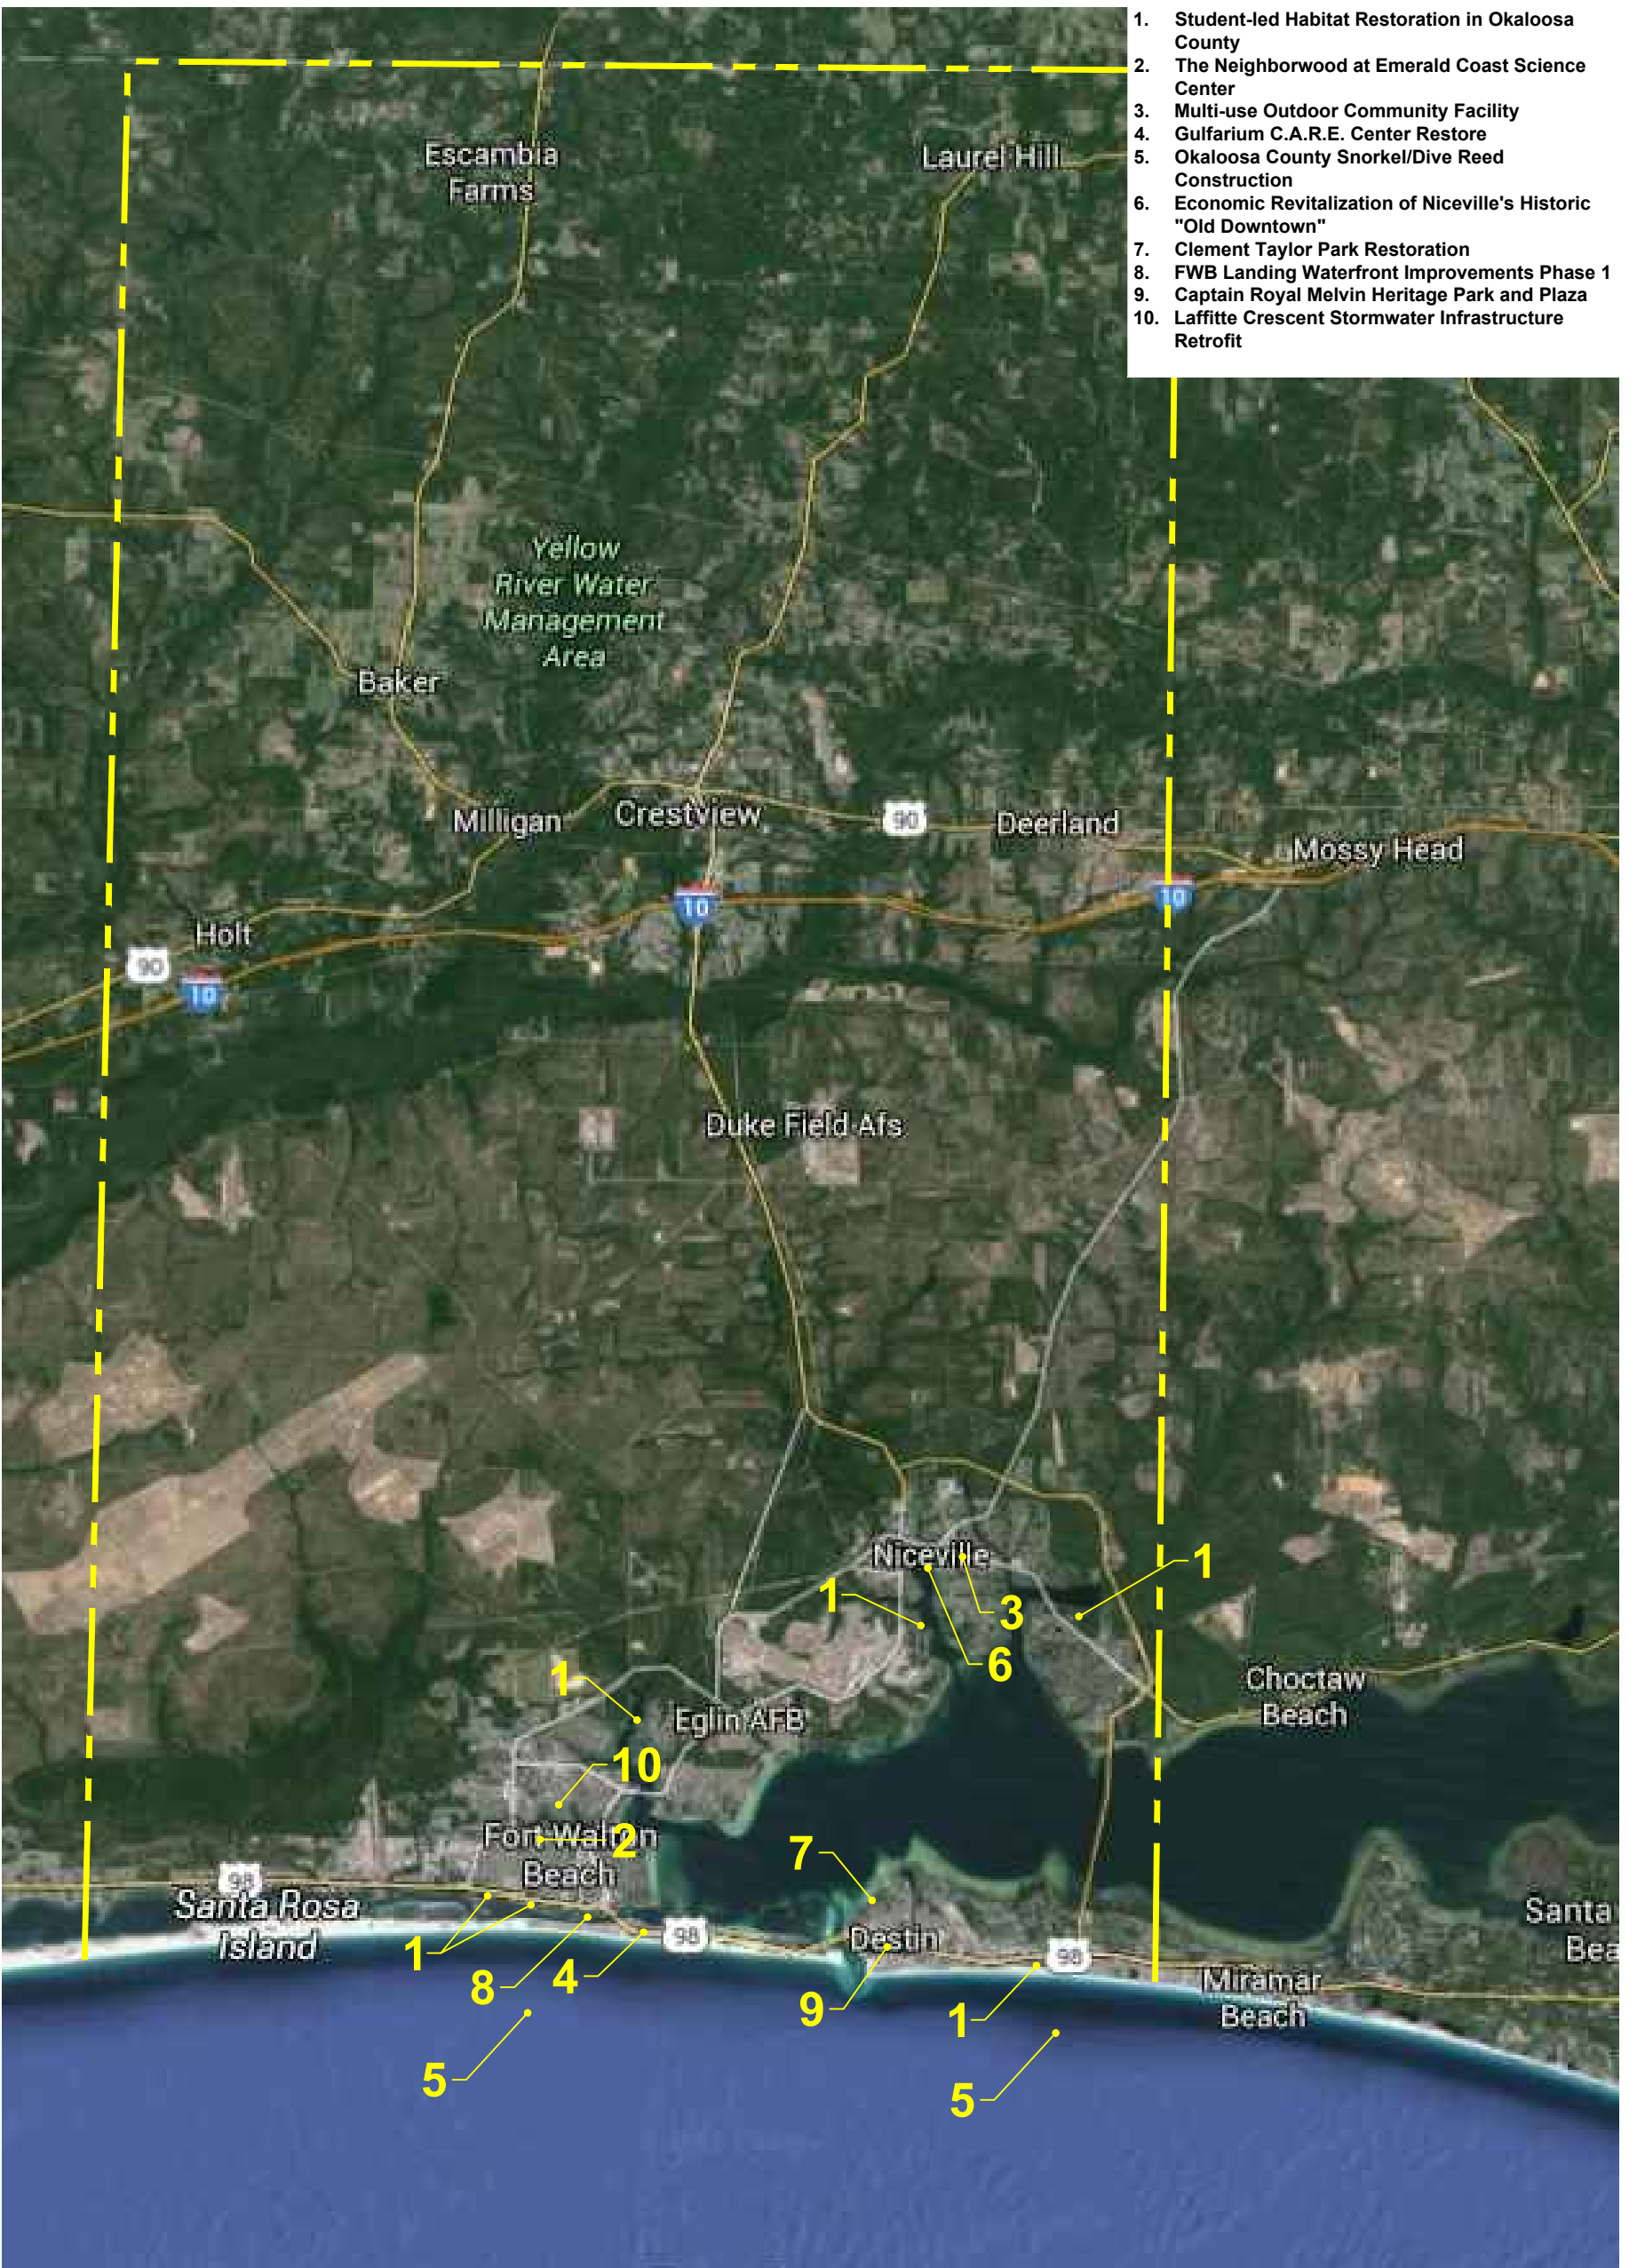 1. Student-led Habitat Restoration in Okaloosa
County
2. The Neighborwood at Emerald Coast Science
Center
3. Multi-use Outdoor Community Facility
4. Gulfarium C.A.R.E. Center Restore
5. Okaloosa County Snorkel/Dive Reed
Construction
6. Economic Revitalization of Niceville's Historic
"Old Downtown"
7. Clement Taylor Park Restoration
8. FWB Landing Waterfront Improvements Phase 1
9. Captain Royal Melvin Heritage Park and Plaza
10. Laffitte Crescent Stormwater Infrastructure
Retrofit
Escambia
Farms
Laurel Hill
Yellow
River Water
Management
Area
Baker
Milligan
Crestview
90
Deerland
Mossy Head
10
10
Holt
90
10
Duke Field Afs
Niceville
1
1
3
6
1
Eglin AFB
Choctaw
Beach
10
Fort Walton
2
Beach
7
98
Santa Rosa
Island
Santa
Bea
98
Destin
98
1
8
4
9
1
Miramar
Beach
5
5